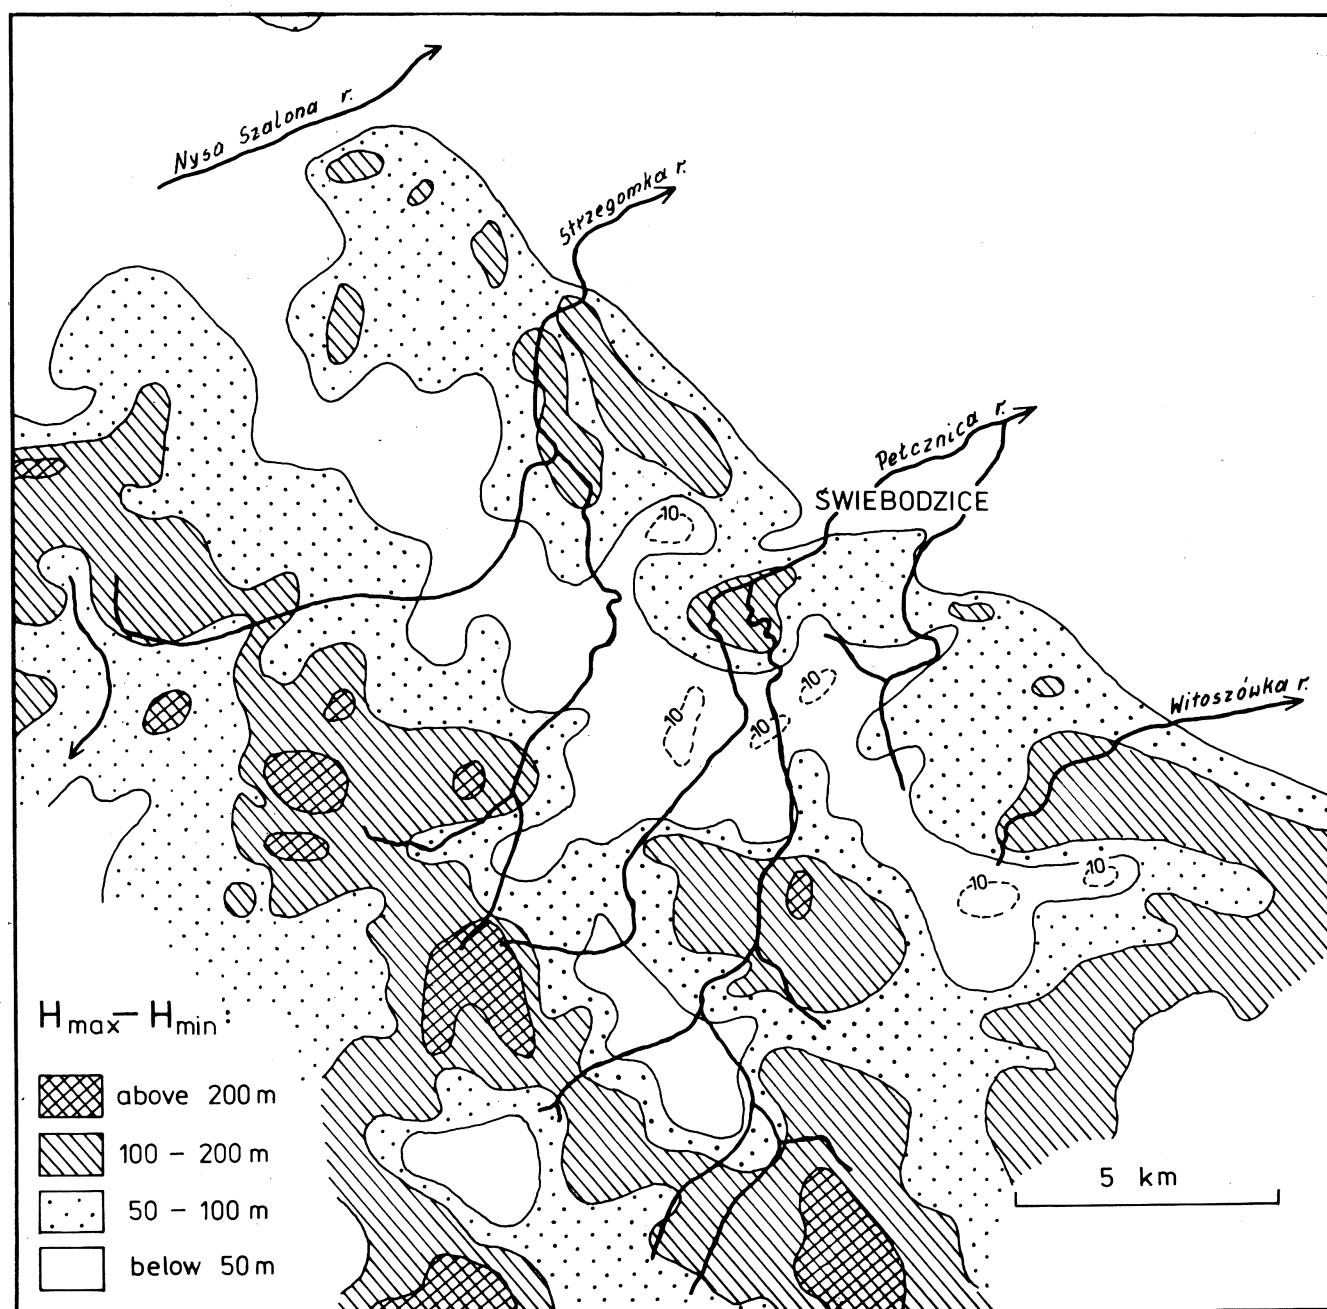 Nysa Szalona r.
Strzegomka r.
Pełcznica r.
ŚWIEBODZICE
10
10
10
10
Witoszówka r.
10
10
Hmax – Hmin:
above 200 m
100 – 200 m
50 – 100 m
below 50 m
5 km